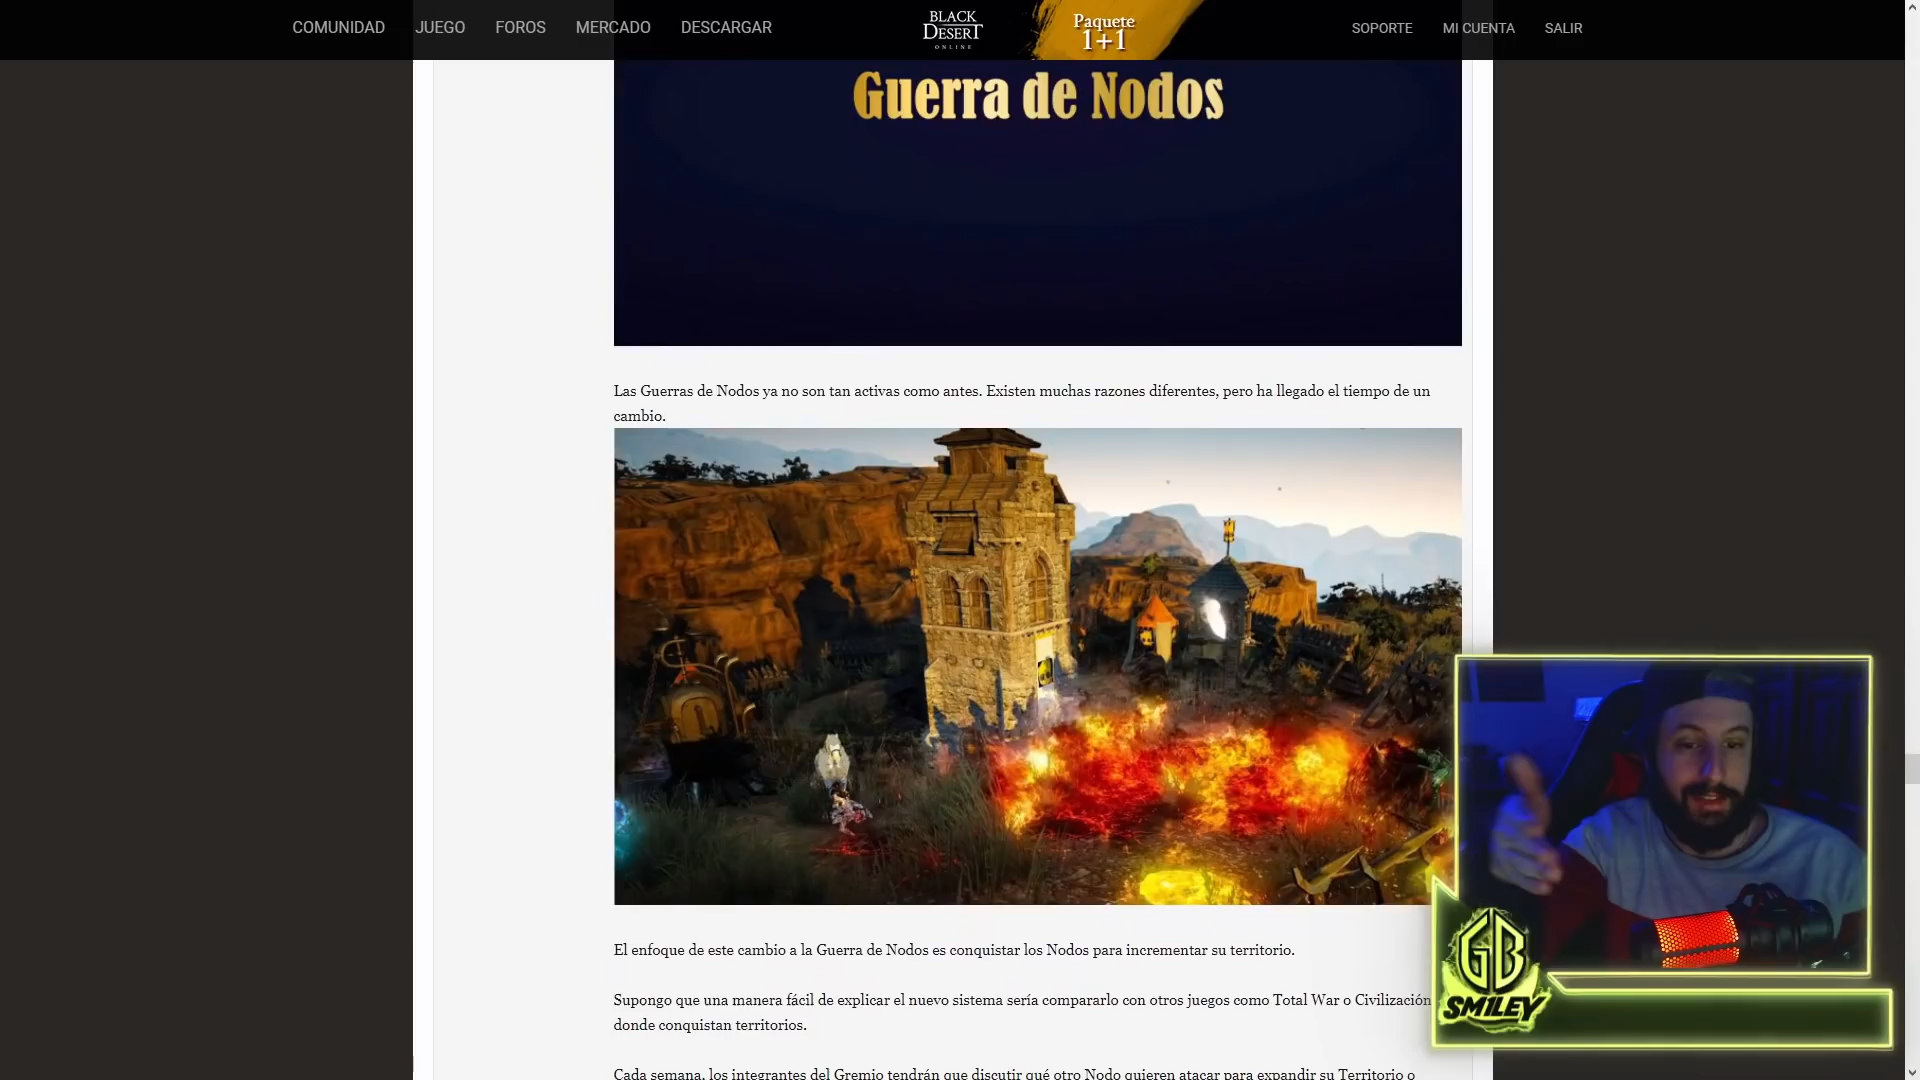 COMUNIDAD JUEGO FOROS MERCADO DESCARGAR BLACK DESERT ONLINE Paquete 1+1 SOPORTE MI CUENTA SALIR
Guerra de Nodos
Las Guerras de Nodos ya no son tan activas como antes. Existen muchas razones diferentes, pero ha llegado el tiempo de un
cambio.
El enfoque de este cambio a la Guerra de Nodos es conquistar los Nodos para incrementar su territorio.
Supongo que una manera fácil de explicar el nuevo sistema sería compararlo con otros juegos como Total War o Civilización
donde conquistan territorios.
Cada semana, los integrantes del Gremio tendrán que discutir qué otro Nodo quieren atacar para expandir su Territorio o
GB
SMILEY